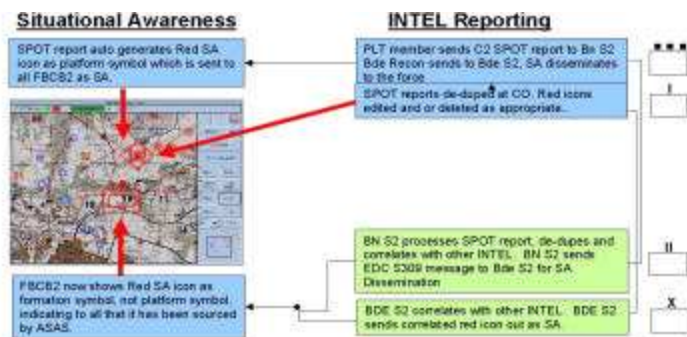 Situational Awareness
INTEL Reporting
SPOT report auto generates Red SA
icon as platform symbol which is sent to
all FBCB2 as SA.
PLT member sends C2 SPOT report to Bn S2
Bde Recon sends to Bde S2, SA disseminates
to the force
SPOT reports de-duped at CO. Red icons
edited and or deleted as appropriate.
I
BN S2 processes SPOT report, de-dupes and
correlates with other INTEL. BN S2 sends
EDC S309 message to Bde S2 for SA
Dissemination
II
FBCB2 now shows Red SA icon as
formation symbol, not platform symbol
indicating to all that it has been sourced
by ASAS.
BDE S2 correlates with other INTEL. BDE S2
sends correlated red icon out as SA.
X